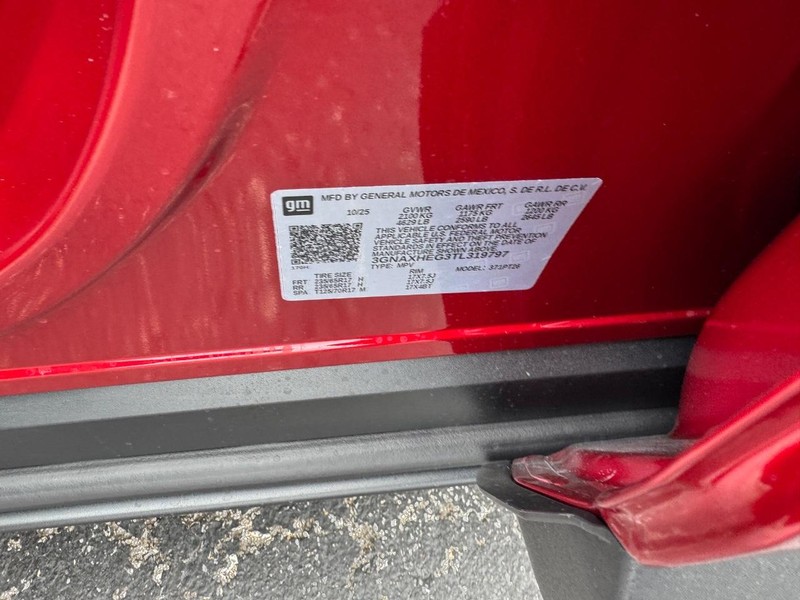 gm
MFD BY GENERAL MOTORS DE MEXICO, S. DE R.L. DE C.V.
10/25 GVWR GAWR FRT GAWR RR
2100 KG 1175 KG 1200 KG
4629 LB 2590 LB 2645 LB
THIS VEHICLE CONFORMS TO ALL
APPLICABLE U.S. FEDERAL MOTOR
VEHICLE SAFETY AND THEFT PREVENTION
STANDARDS IN EFFECT ON THE DATE OF
MANUFACTURE SHOWN ABOVE.
3GNAXHEG3TL319797
TYPE: MPV MODEL: 371PT26
TIRE SIZE RIM
FRT 235/65R17 H 17X7.5J
RR 235/65R17 H 17X7.5J
SPA T125/70R17 M 17X4BT